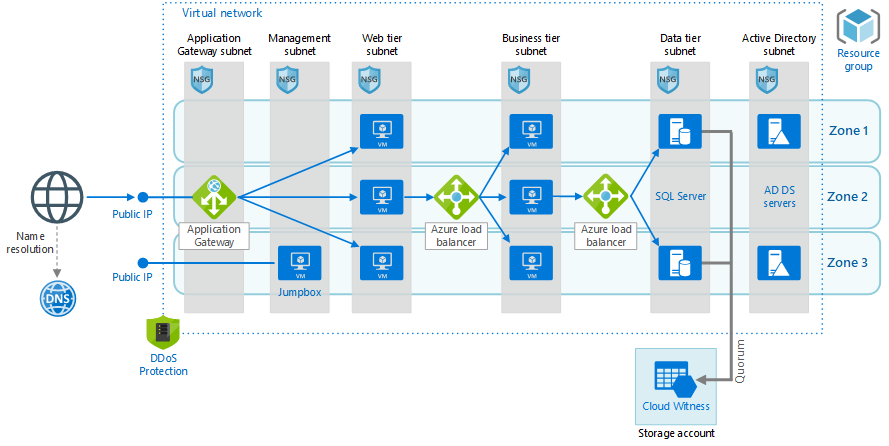 Virtual network
Application
Gateway subnet
Management
subnet
Web tier
subnet
Business tier
subnet
Data tier
subnet
Active Directory
subnet
Resource
group
NSG
NSG
NSG
NSG
NSG
NSG
VM
VM
Zone 1
Public IP
Application
Gateway
VM
Azure load
balancer
VM
Azure load
balancer
SQL Server
AD DS
servers
Zone 2
Name
resolution
DNS
Public IP
VM
Jumpbox
VM
VM
Zone 3
DDoS
Protection
Quorum
Cloud Witness
Storage account